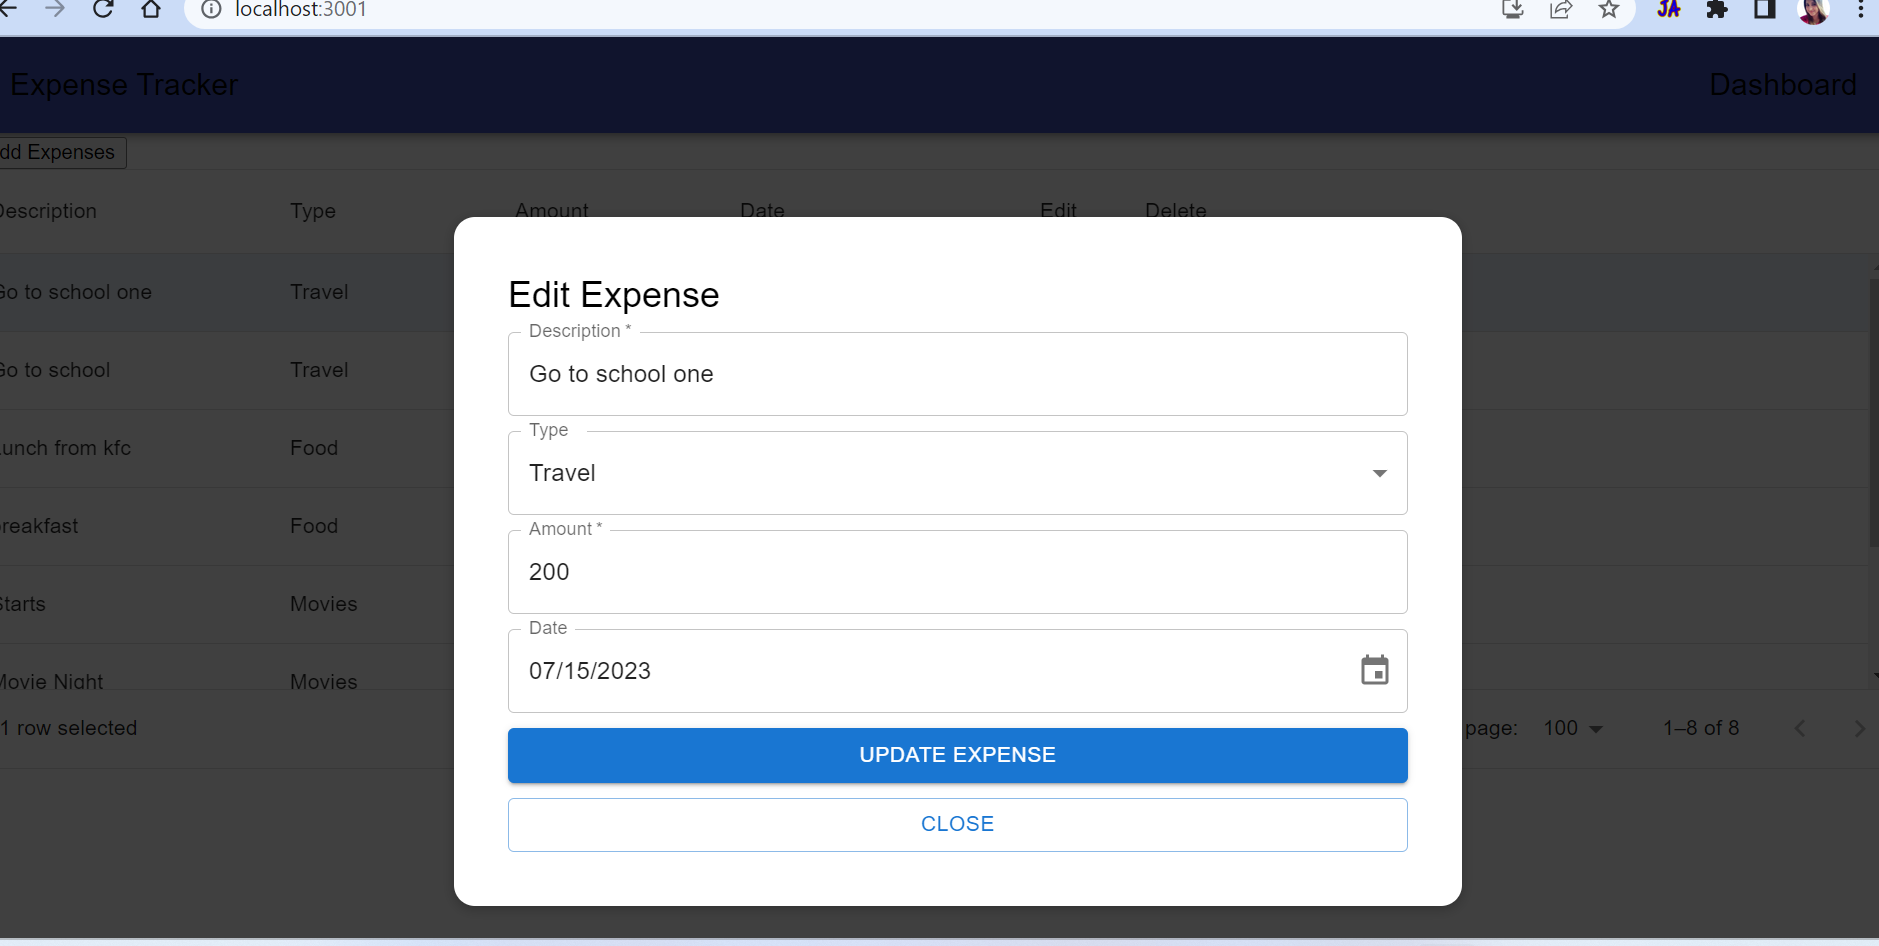 localhost:3001
JA
Expense Tracker Dashboard
dd Expenses
Description Type Amount Date Edit Delete
Go to school one Travel
Go to school Travel
unch from kfc Food
reakfast Food
Starts Movies
Movie Night Movies
1 row selected page: 100 1–8 of 8
Edit Expense
Description *
Go to school one
Type
Travel
Amount *
200
Date
07/15/2023
UPDATE EXPENSE
CLOSE